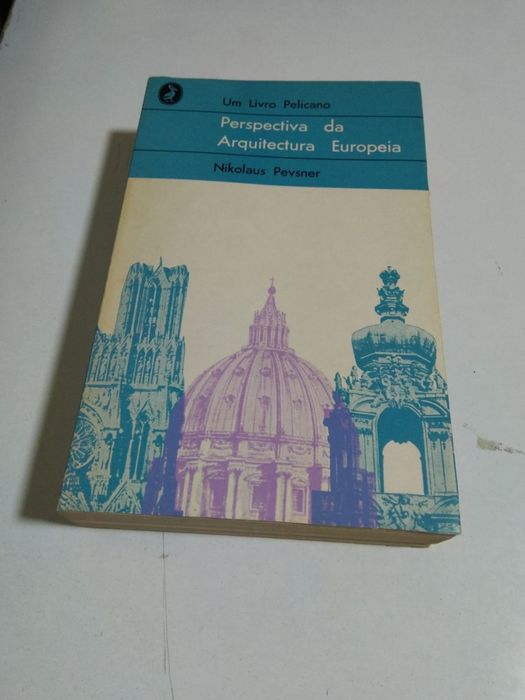 Um Livro Pelicano
Perspectiva da
Arquitectura Europeia
Nikolaus Pevsner